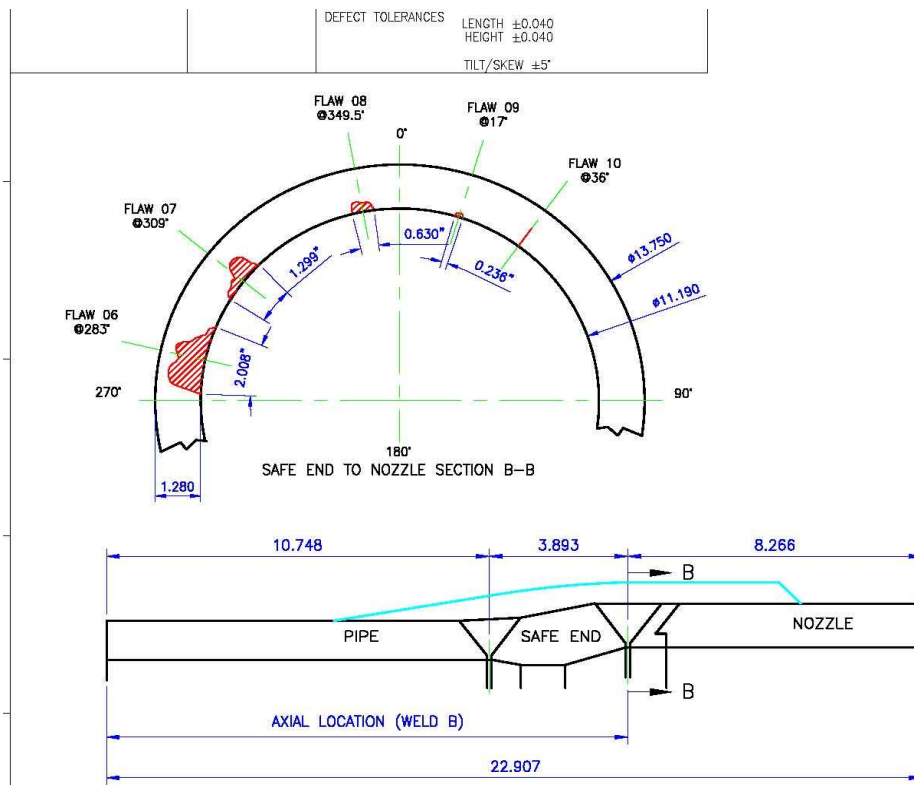 DEFECT TOLERANCES
LENGTH ±0.040
HEIGHT ±0.040
TILT/SKEW ±5°
FLAW 08
@349.5°
FLAW 09
@17°
0°
FLAW 10
@36°
FLAW 07
@309°
0.630"
1.299"
0.236"
ø13.750
ø11.190
FLAW 06
@283°
2.008"
270°
90°
180°
SAFE END TO NOZZLE SECTION B-B
1.280
10.748
3.893
8.266
B
PIPE
SAFE END
NOZZLE
B
AXIAL LOCATION (WELD B)
22.907